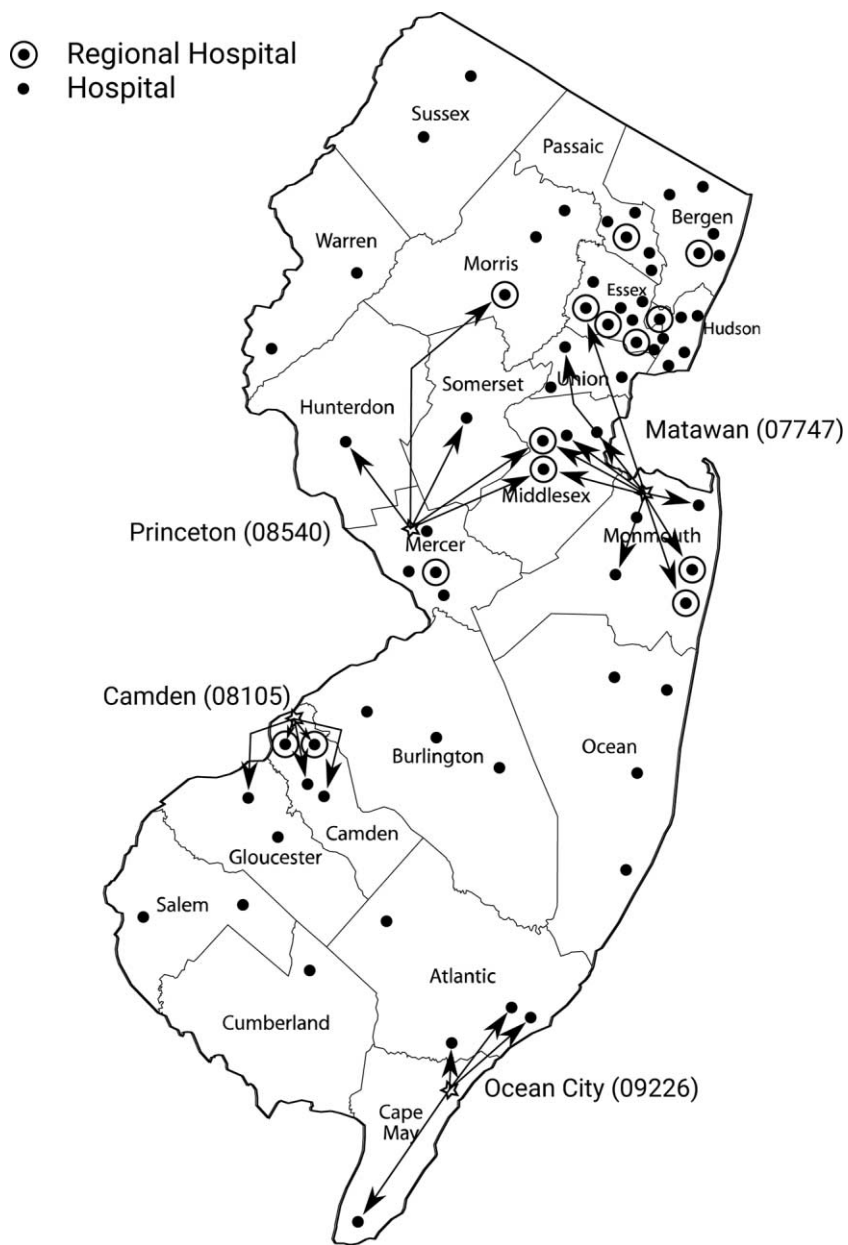 Regional Hospital
Hospital
Sussex
Passaic
Bergen
Warren
Morris
Essex
Hudson
Union
Somerset
Hunterdon
Matawan (07747)
Middlesex
Princeton (08540)
Monmouth
Mercer
Camden (08105)
Ocean
Burlington
Camden
Gloucester
Salem
Atlantic
Cumberland
Ocean City (09226)
Cape
May